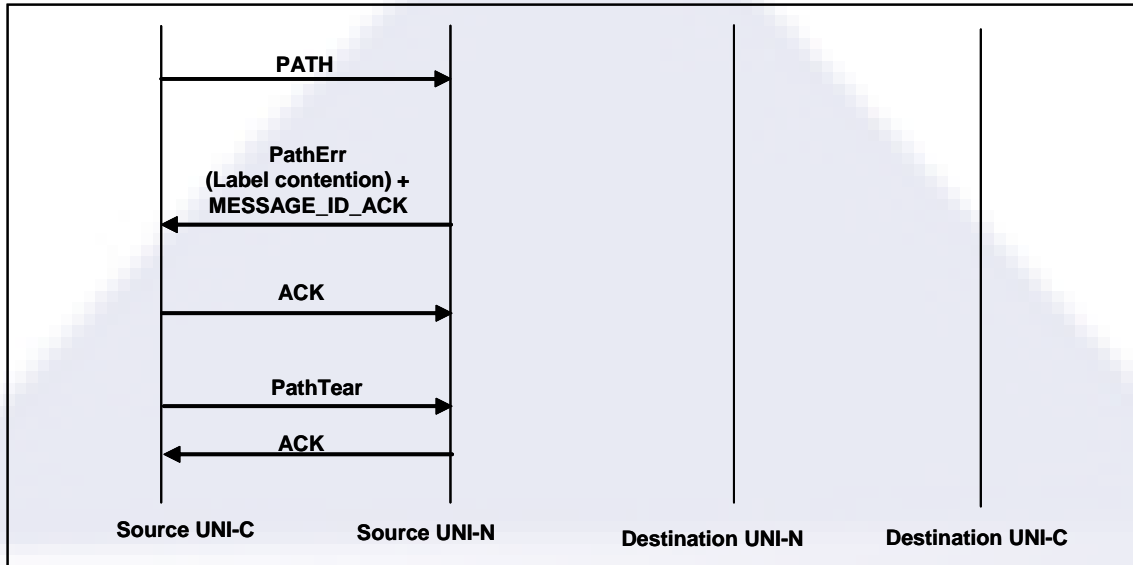 PATH
PathErr
(Label contention) +
MESSAGE_ID_ACK
ACK
PathTear
ACK
Source UNI-C
Source UNI-N
Destination UNI-N
Destination UNI-C